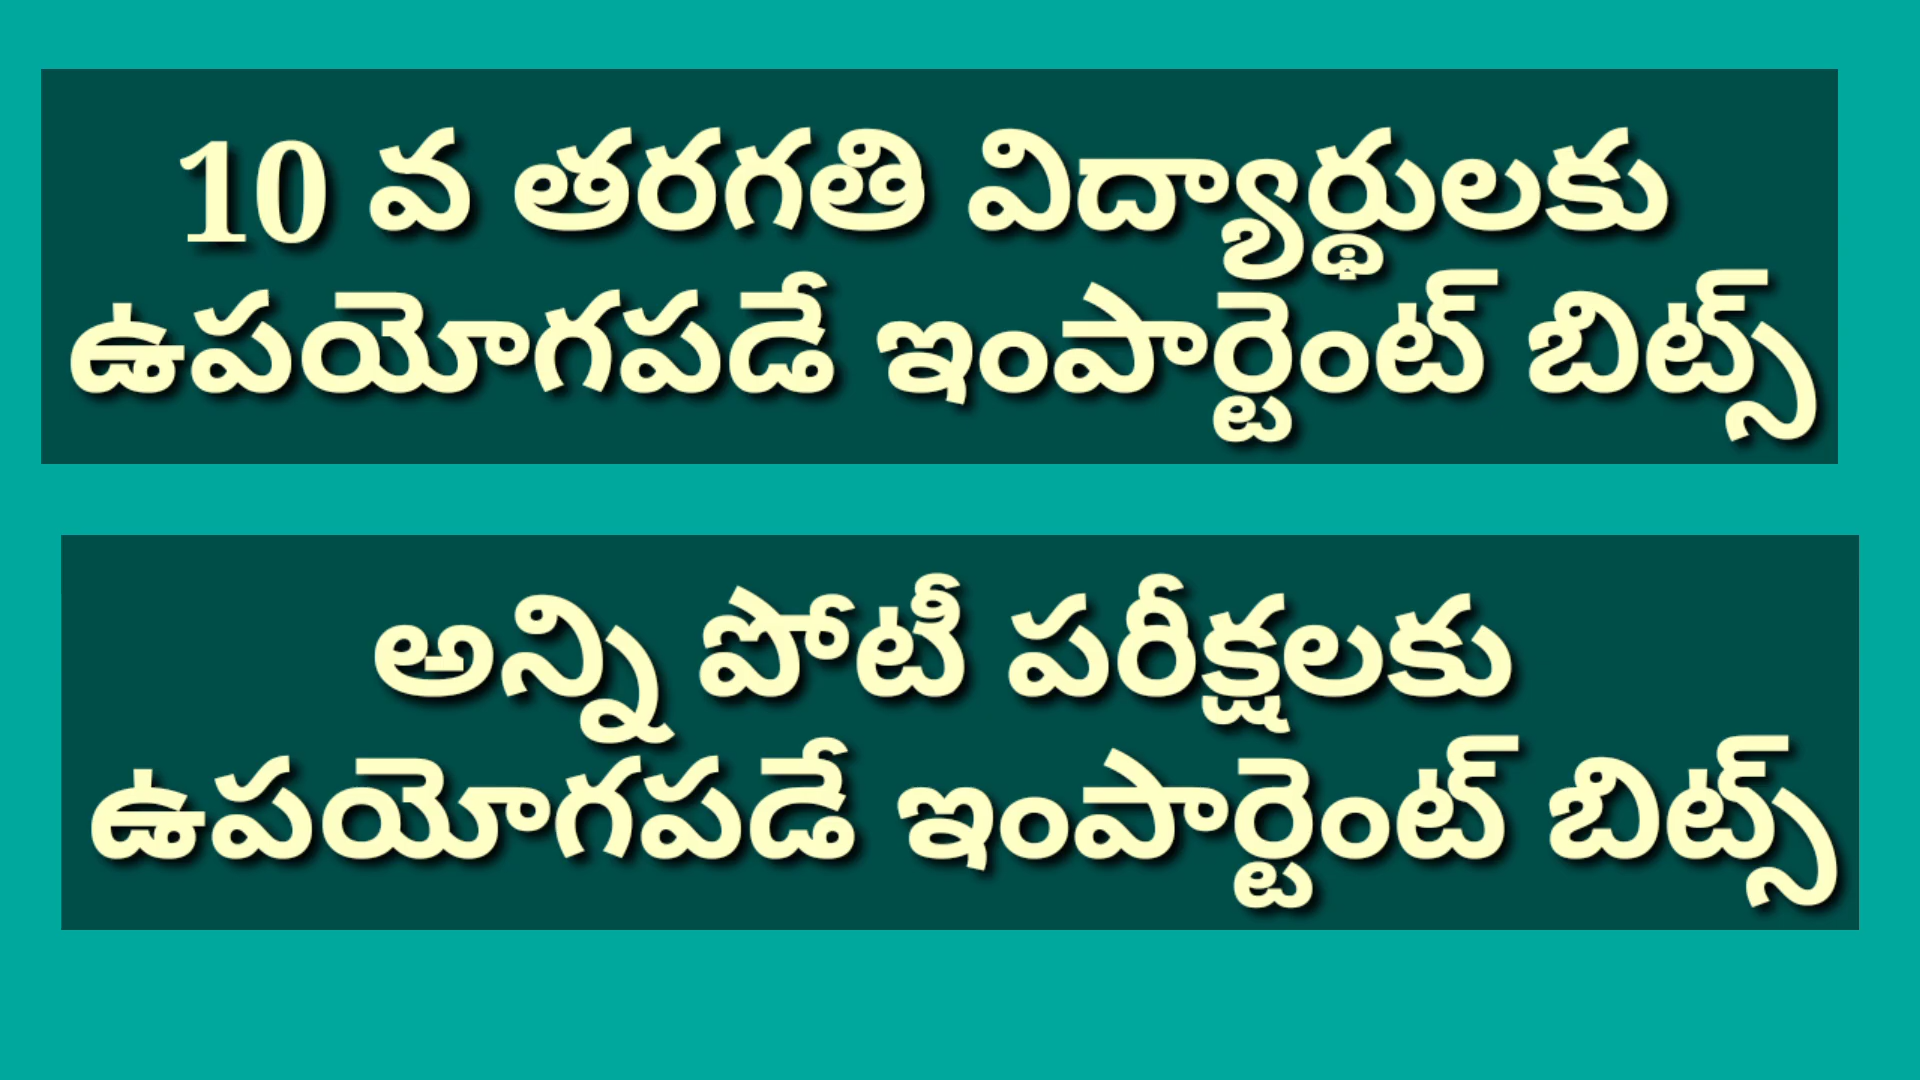 10 వ తరగతి విద్యార్థులకు
ఉపయోగపడే ఇంపార్టెంట్ బిట్స్
అన్ని పోటీ పరీక్షలకు
ఉపయోగపడే ఇంపార్టెంట్ బిట్స్